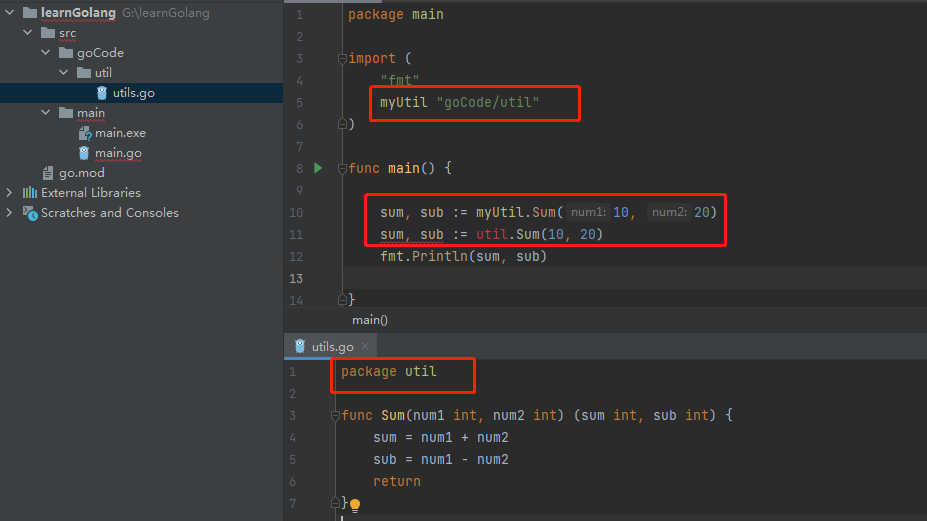 learnGolang G:\learnGolang
src
goCode
util
utils.go
main
main.exe
main.go
go.mod
External Libraries
Scratches and Consoles
1 package main
2
3 import (
4 "fmt"
5 myUtil "goCode/util"
6 )
7
8 func main() {
9
10 sum, sub := myUtil.Sum( num1: 10, num2: 20)
11 sum, sub := util.Sum(10, 20)
12 fmt.Println(sum, sub)
13
14 }
main()
utils.go
1 package util
2
3 func Sum(num1 int, num2 int) (sum int, sub int) {
4 sum = num1 + num2
5 sub = num1 - num2
6 return
7 }